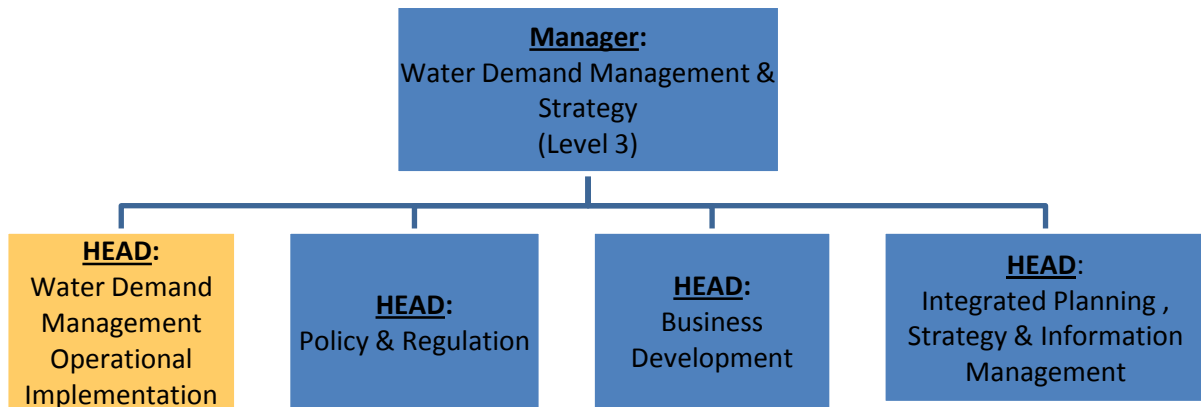 Manager:
Water Demand Management &
Strategy
(Level 3)
HEAD:
Water Demand
Management
Operational
Implementation
HEAD:
Policy & Regulation
HEAD:
Business
Development
HEAD:
Integrated Planning ,
Strategy & Information
Management